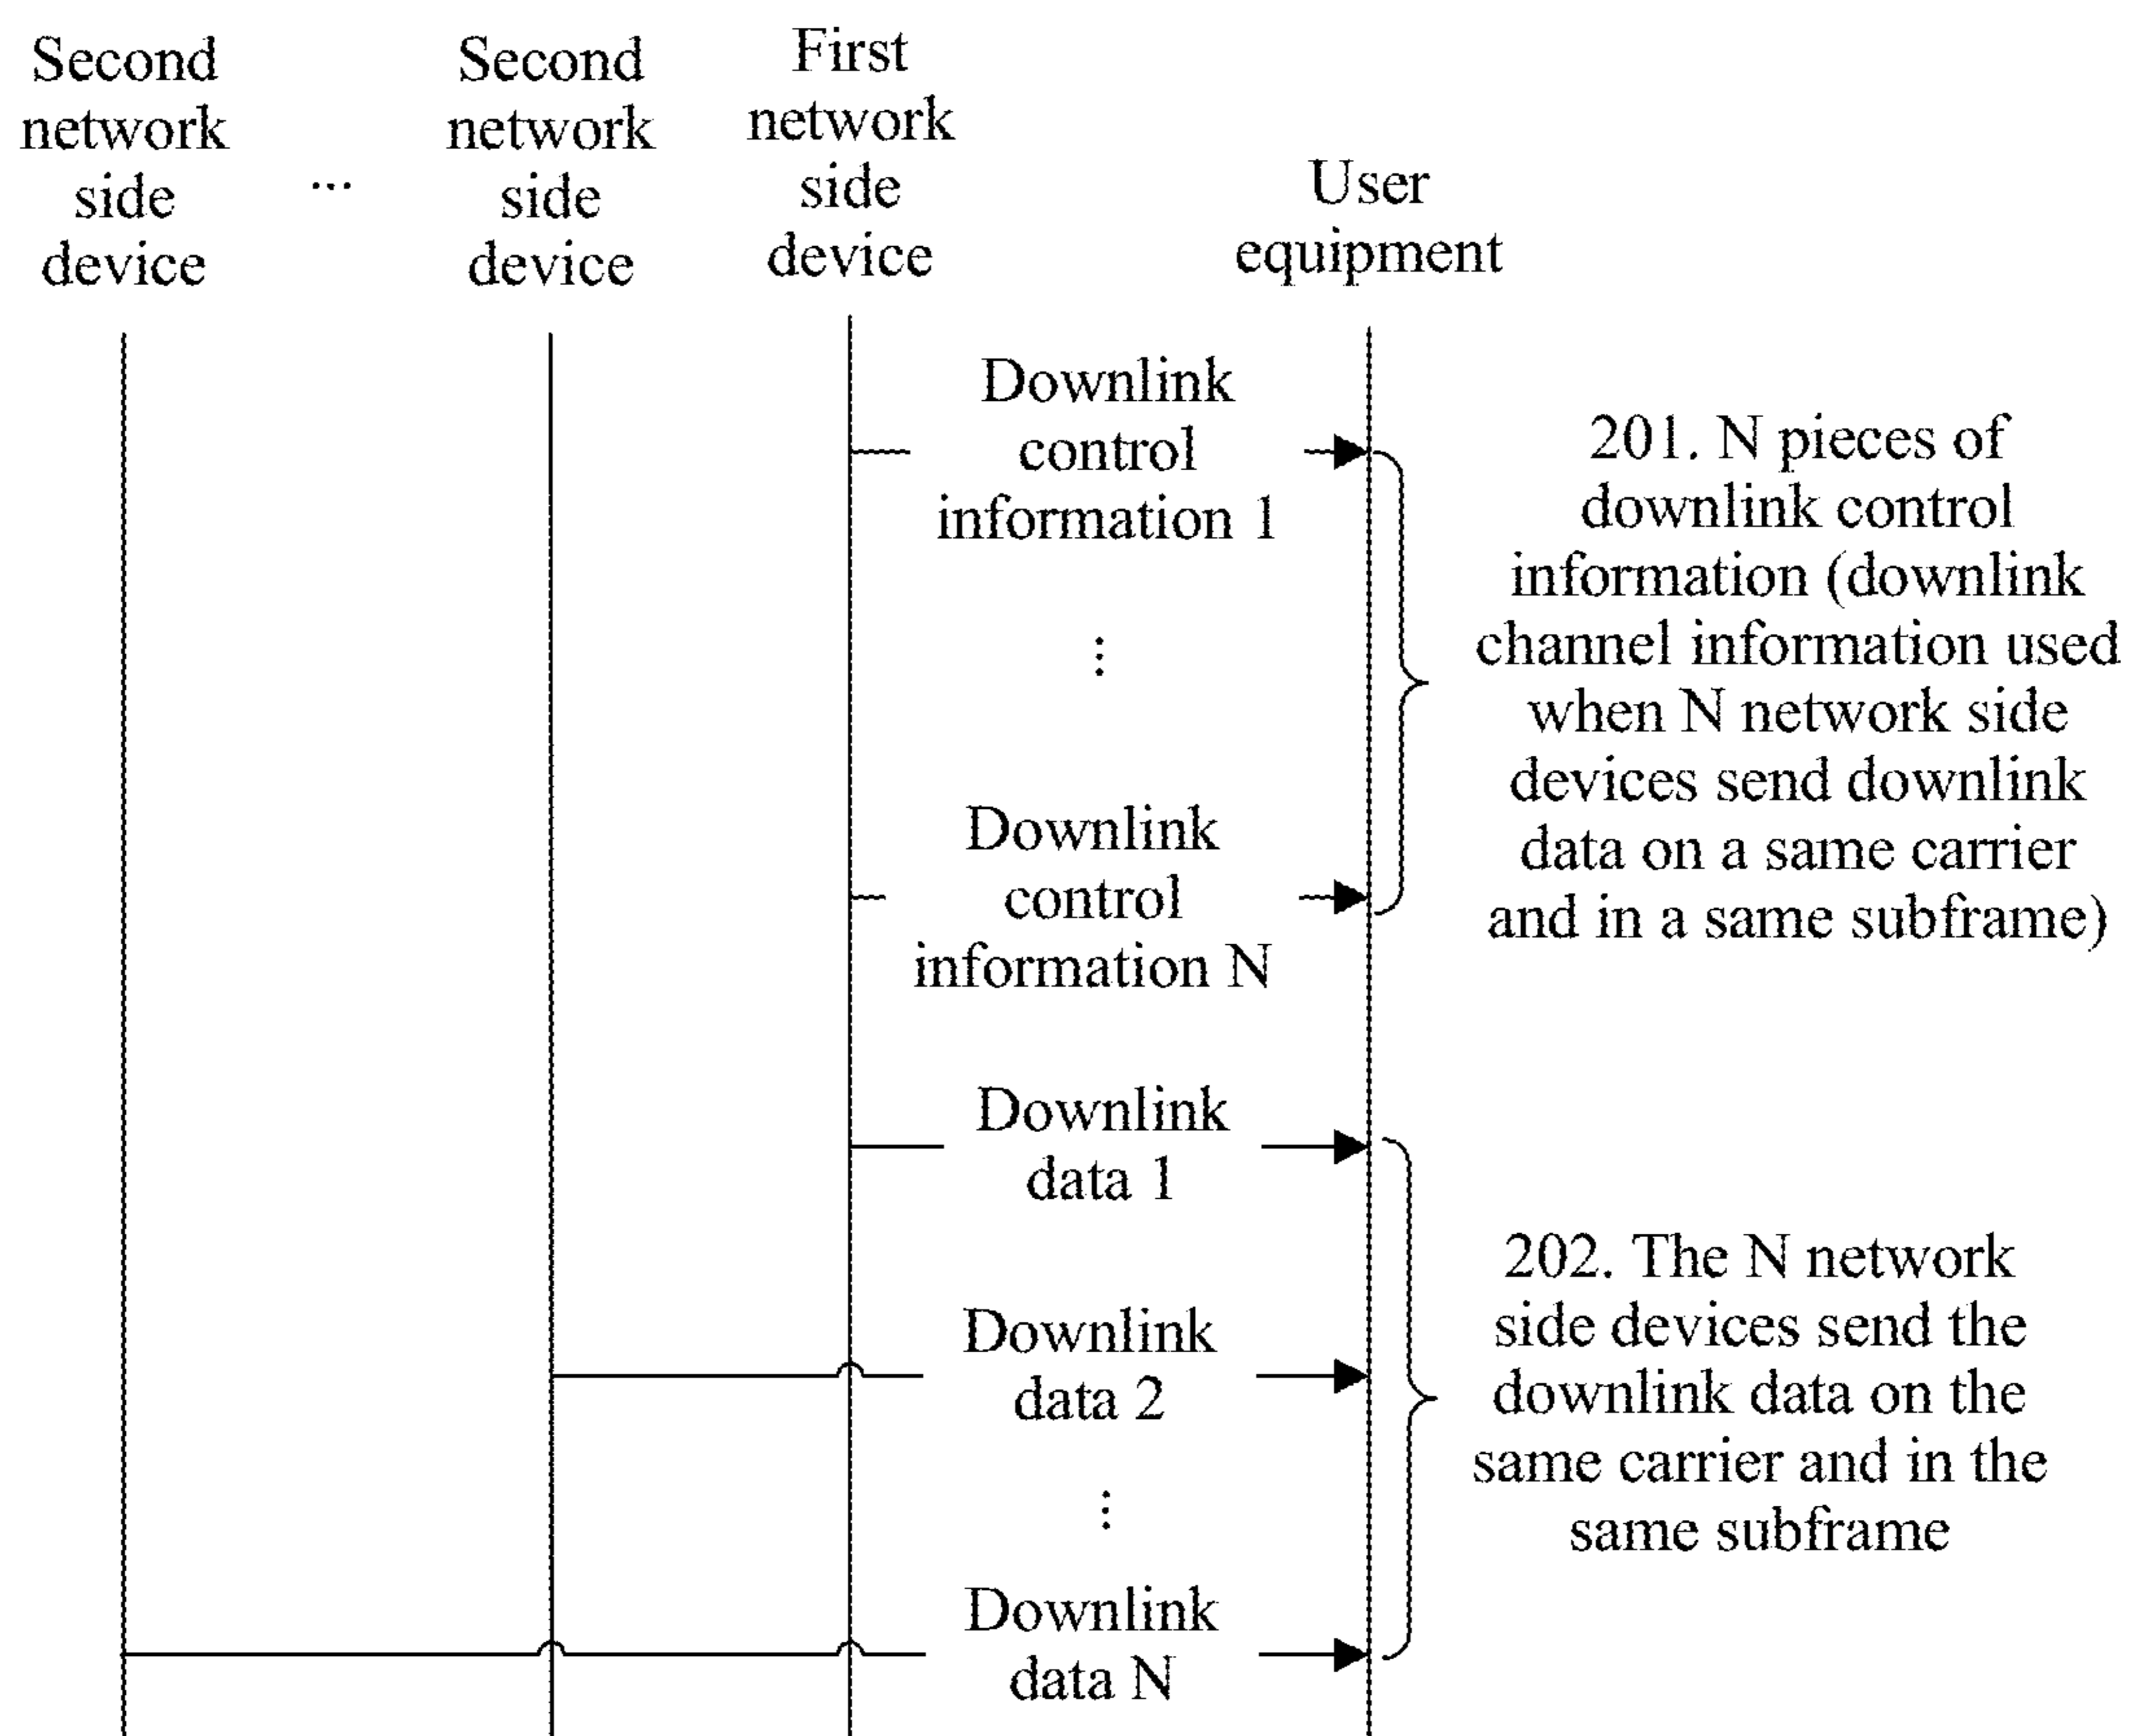 Second
network
side
device
...
Second
network
side
device
First
network
side
device
User
equipment
Downlink
control
information 1
⋮
Downlink
control
information N
201. N pieces of
downlink control
information (downlink
channel information used
when N network side
devices send downlink
data on a same carrier
and in a same subframe)
Downlink
data 1
Downlink
data 2
⋮
Downlink
data N
202. The N network
side devices send the
downlink data on the
same carrier and in the
same subframe